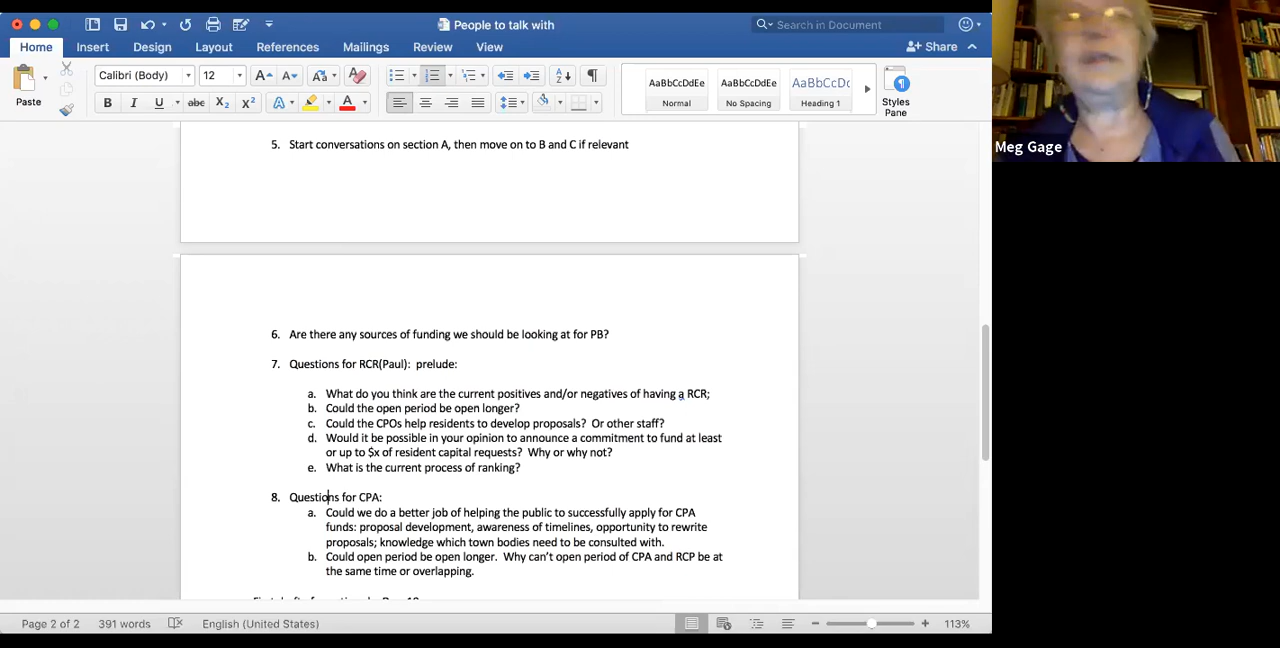 People to talk with
Search in Document
Home Insert Design Layout References Mailings Review View
Share
Paste
Calibri (Body) 12
AaBbCcDdEe AaBbCcDdEe AaBbCcDc
Normal No Spacing Heading 1
Styles Pane
Meg Gage
5. Start conversations on section A, then move on to B and C if relevant
6. Are there any sources of funding we should be looking at for PB?
7. Questions for RCR(Paul): prelude:
a. What do you think are the current positives and/or negatives of having a RCR;
b. Could the open period be open longer?
c. Could the CPOs help residents to develop proposals? Or other staff?
d. Would it be possible in your opinion to announce a commitment to fund at least
or up to $x of resident capital requests? Why or why not?
e. What is the current process of ranking?
8. Questions for CPA:
a. Could we do a better job of helping the public to successfully apply for CPA
funds: proposal development, awareness of timelines, opportunity to rewrite
proposals; knowledge which town bodies need to be consulted with.
b. Could open period be open longer. Why can't open period of CPA and RCP be at
the same time or overlapping.
Page 2 of 2 391 words English (United States) 113%